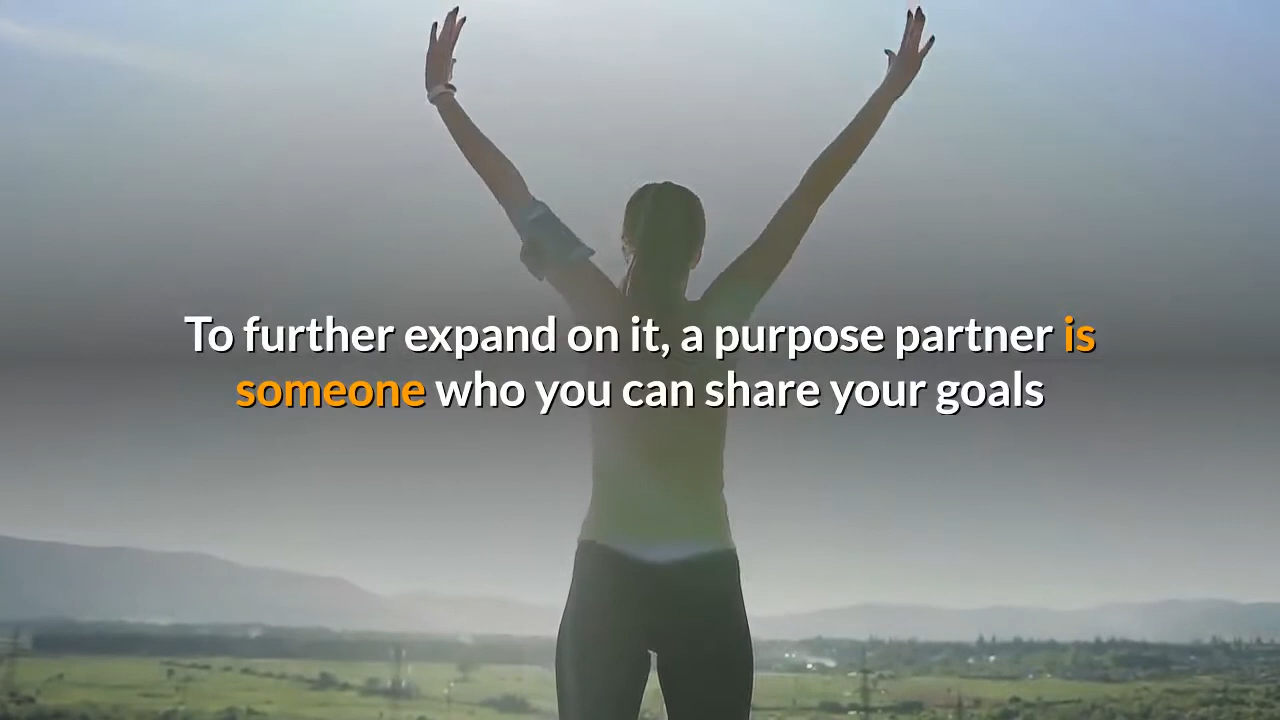 To further expand on it, a purpose partner is
someone who you can share your goals